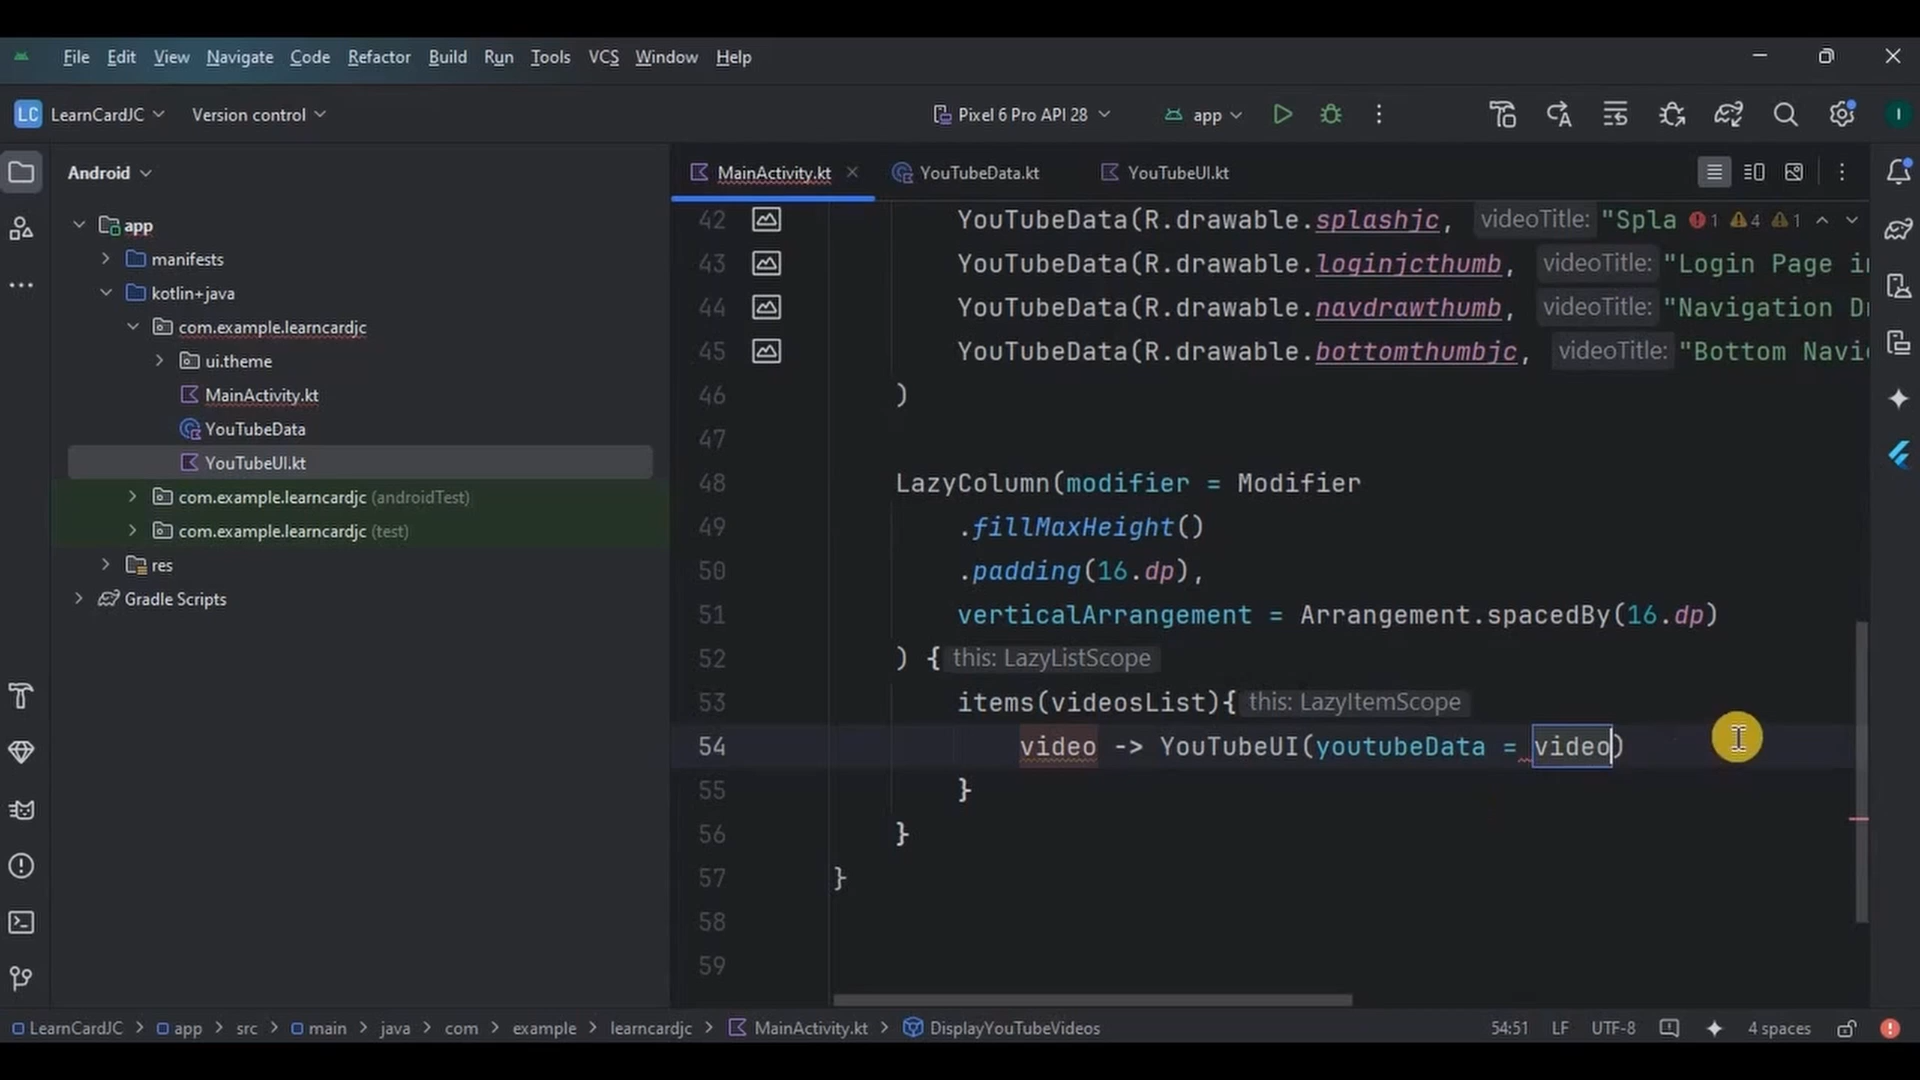 File Edit View Navigate Code Refactor Build Run Tools VCS Window Help
LC LearnCardJC Version control Pixel 6 Pro API 28 app I
Android
MainActivity.kt YouTubeData.kt YouTubeUI.kt
app
manifests
kotlin+java
com.example.learncardjc
ui.theme
MainActivity.kt
YouTubeData
YouTubeUI.kt
com.example.learncardjc (androidTest)
com.example.learncardjc (test)
res
Gradle Scripts
42 YouTubeData(R.drawable.splashjc, videoTitle: "Spla 1 4 1
43 YouTubeData(R.drawable.loginjcthumb, videoTitle: "Login Page in
44 YouTubeData(R.drawable.navdrawthumb, videoTitle: "Navigation Dr
45 YouTubeData(R.drawable.bottomthumbjc, videoTitle: "Bottom Navi
46 )
47
48 LazyColumn(modifier = Modifier
49 .fillMaxHeight()
50 .padding(16.dp),
51 verticalArrangement = Arrangement.spacedBy(16.dp)
52 ) { this: LazyListScope
53 items(videosList){ this: LazyItemScope
54 video -> YouTubeUI(youtubeData = video)
55 }
56 }
57 }
58
59
LearnCardJC > app > src > main > java > com > example > learncardjc > MainActivity.kt > DisplayYouTubeVideos 54:51 LF UTF-8 4 spaces